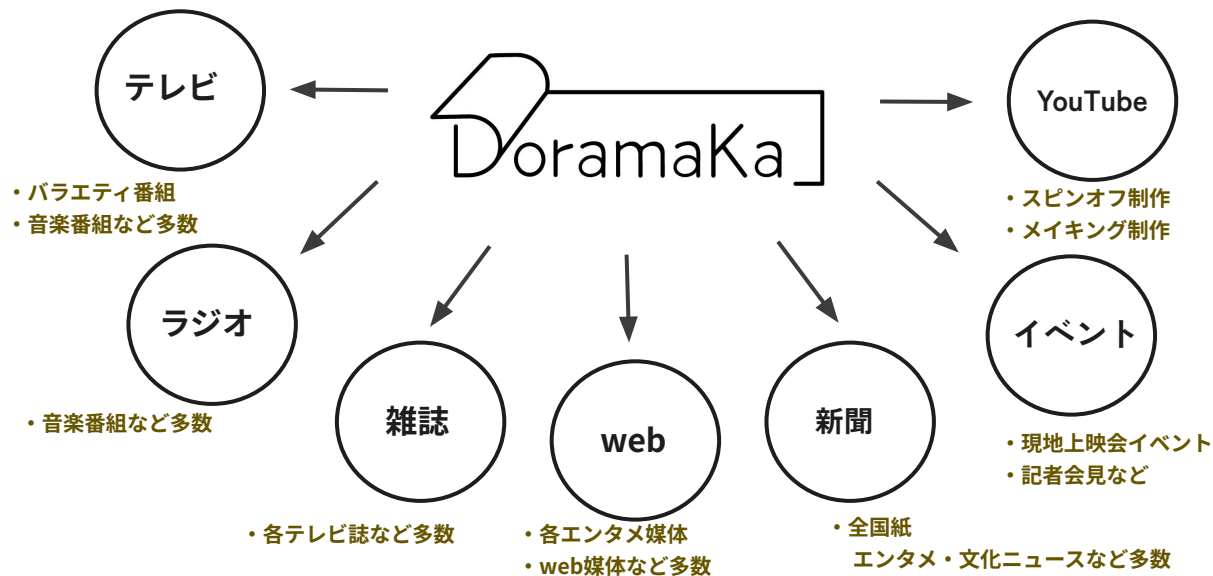 DoramaKa
テレビ
・バラエティ番組
・音楽番組など多数
ラジオ
・音楽番組など多数
雑誌
・各テレビ誌など多数
web
・各エンタメ媒体
・web媒体など多数
新聞
・全国紙
エンタメ・文化ニュースなど多数
イベント
・現地上映会イベント
・記者会見など
YouTube
・スピンオフ制作
・メイキング制作